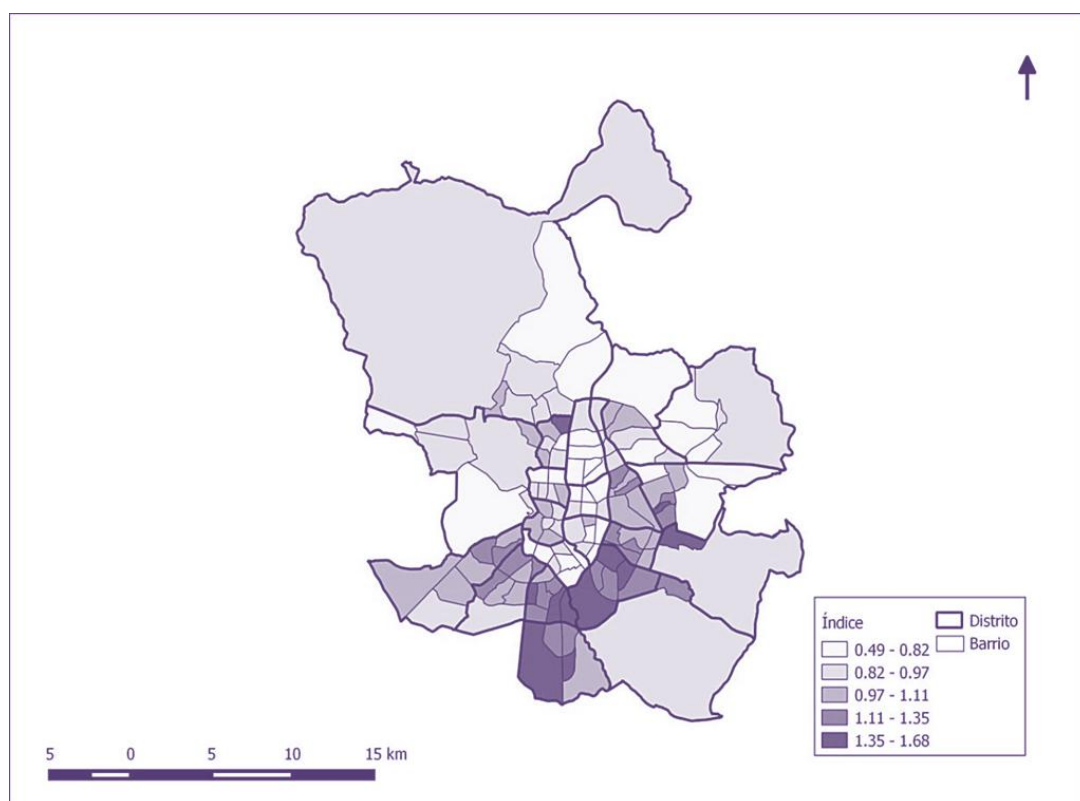 Índice
0.49 - 0.82
0.82 - 0.97
0.97 - 1.11
1.11 - 1.35
1.35 - 1.68
Distrito
Barrio
5 0 5 10 15 km